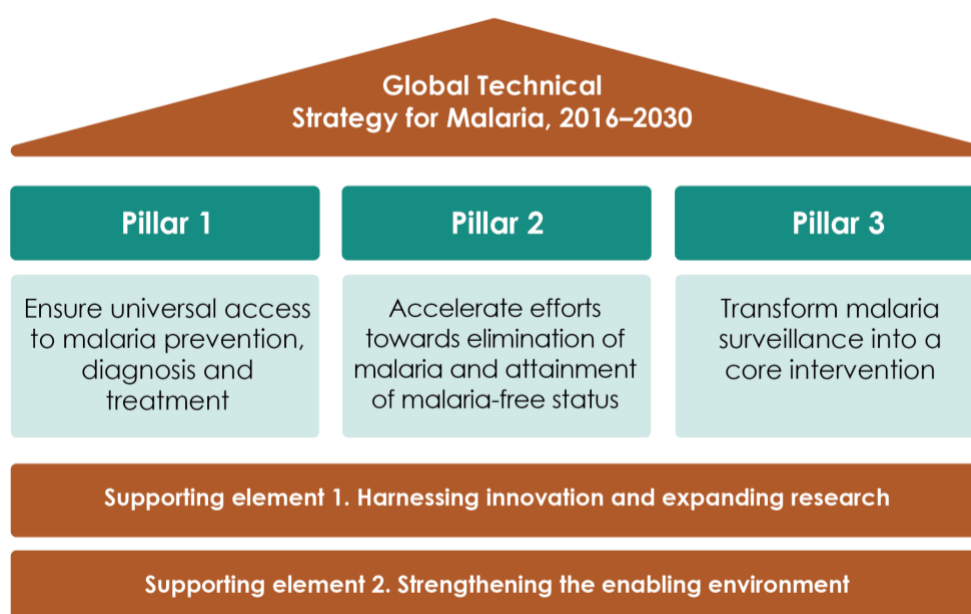 Global Technical
Strategy for Malaria, 2016–2030
Pillar 1
Ensure universal access
to malaria prevention,
diagnosis and
treatment
Pillar 2
Accelerate efforts
towards elimination of
malaria and attainment
of malaria-free status
Pillar 3
Transform malaria
surveillance into a
core intervention
Supporting element 1. Harnessing innovation and expanding research
Supporting element 2. Strengthening the enabling environment